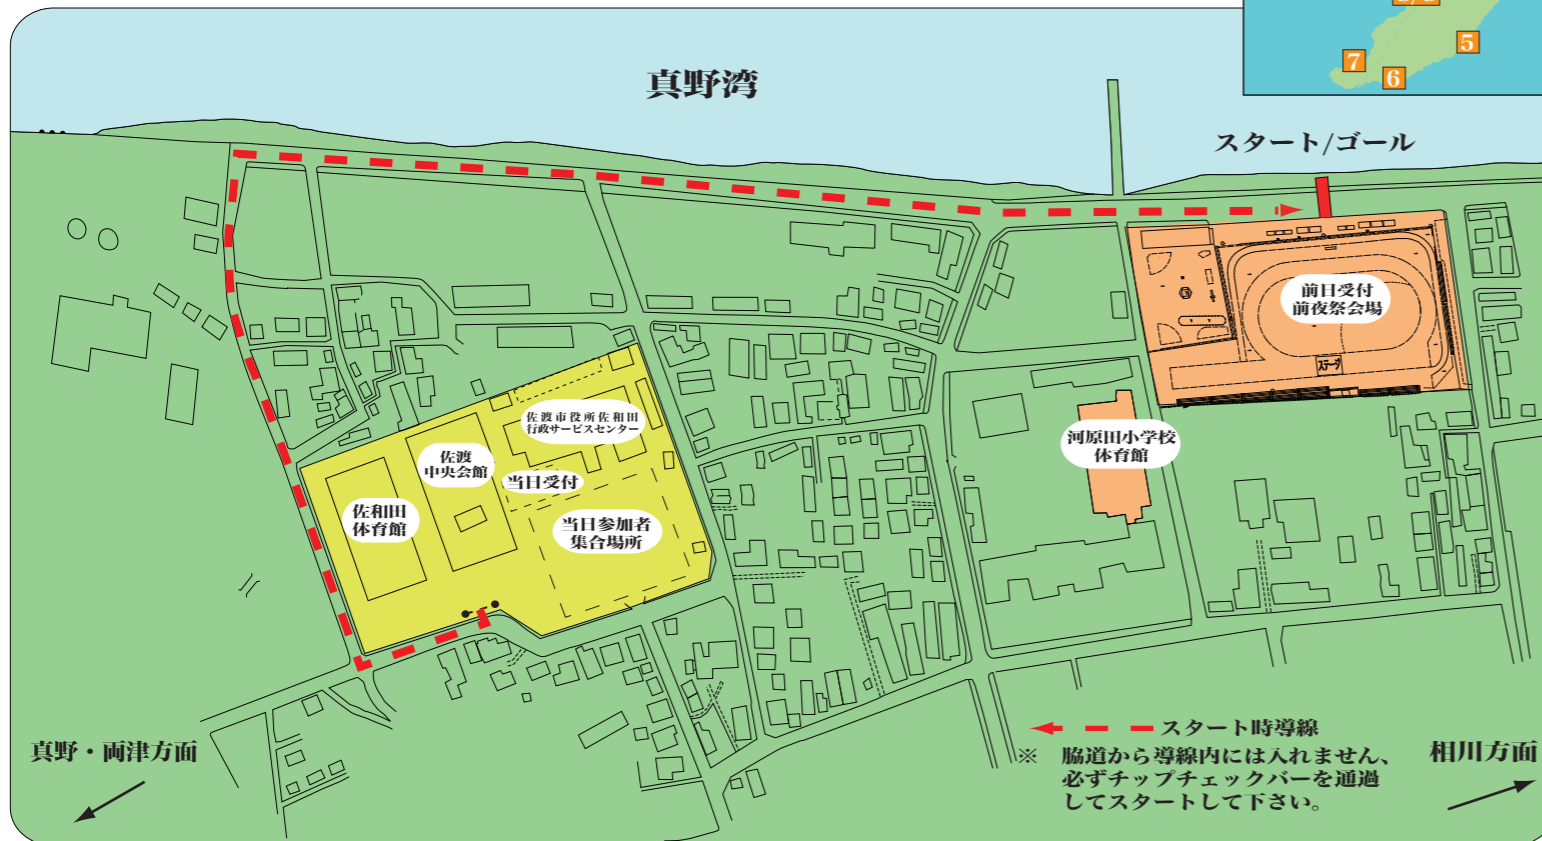 5
7
6
真野湾
スタート/ゴール
前日受付
前夜祭会場
ステージ
佐渡市役所佐和田
行政サービスセンター
河原田小学校
体育館
佐渡
中央会館
当日受付
佐和田
体育館
当日参加者
集合場所
スタート時導線
※ 脇道から導線内には入れません、
必ずチップチェックバーを通過
してスタートして下さい。
真野・両津方面
相川方面